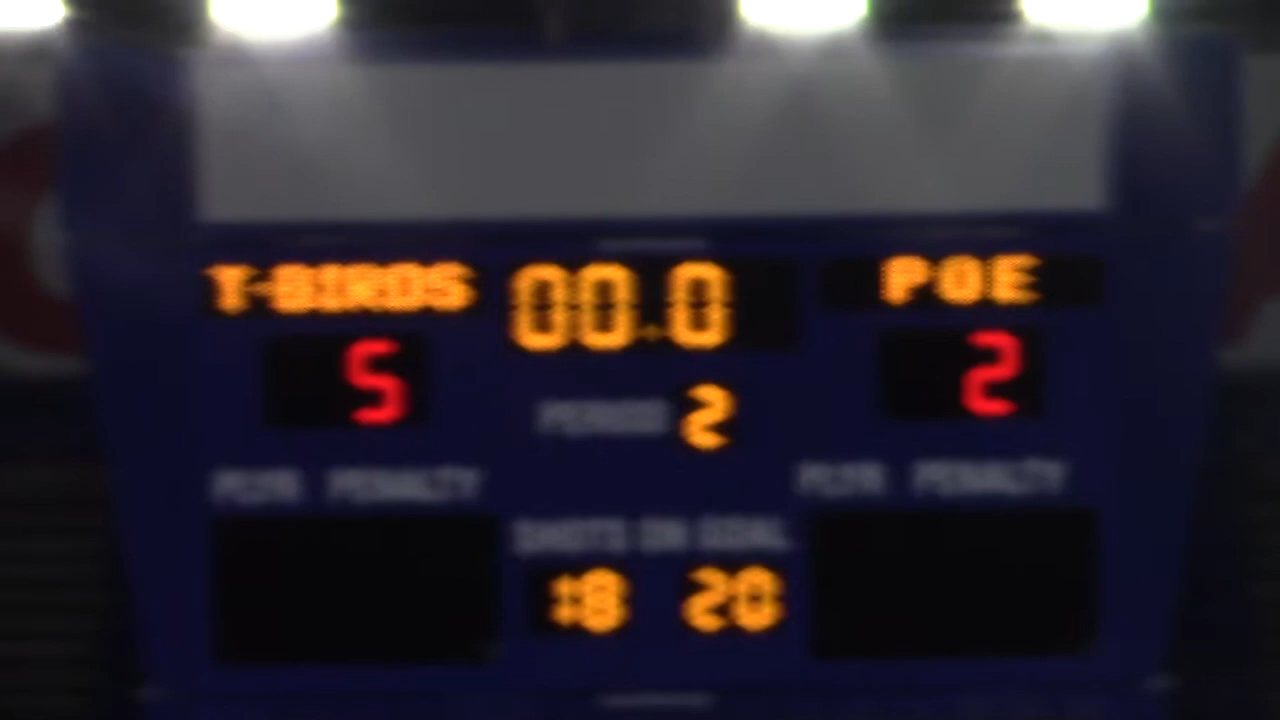 T-BIRDS 00.0 POE
5 2
PERIOD 2
PLYR PENALTY PLYR PENALTY
SHOTS ON GOAL
18 20